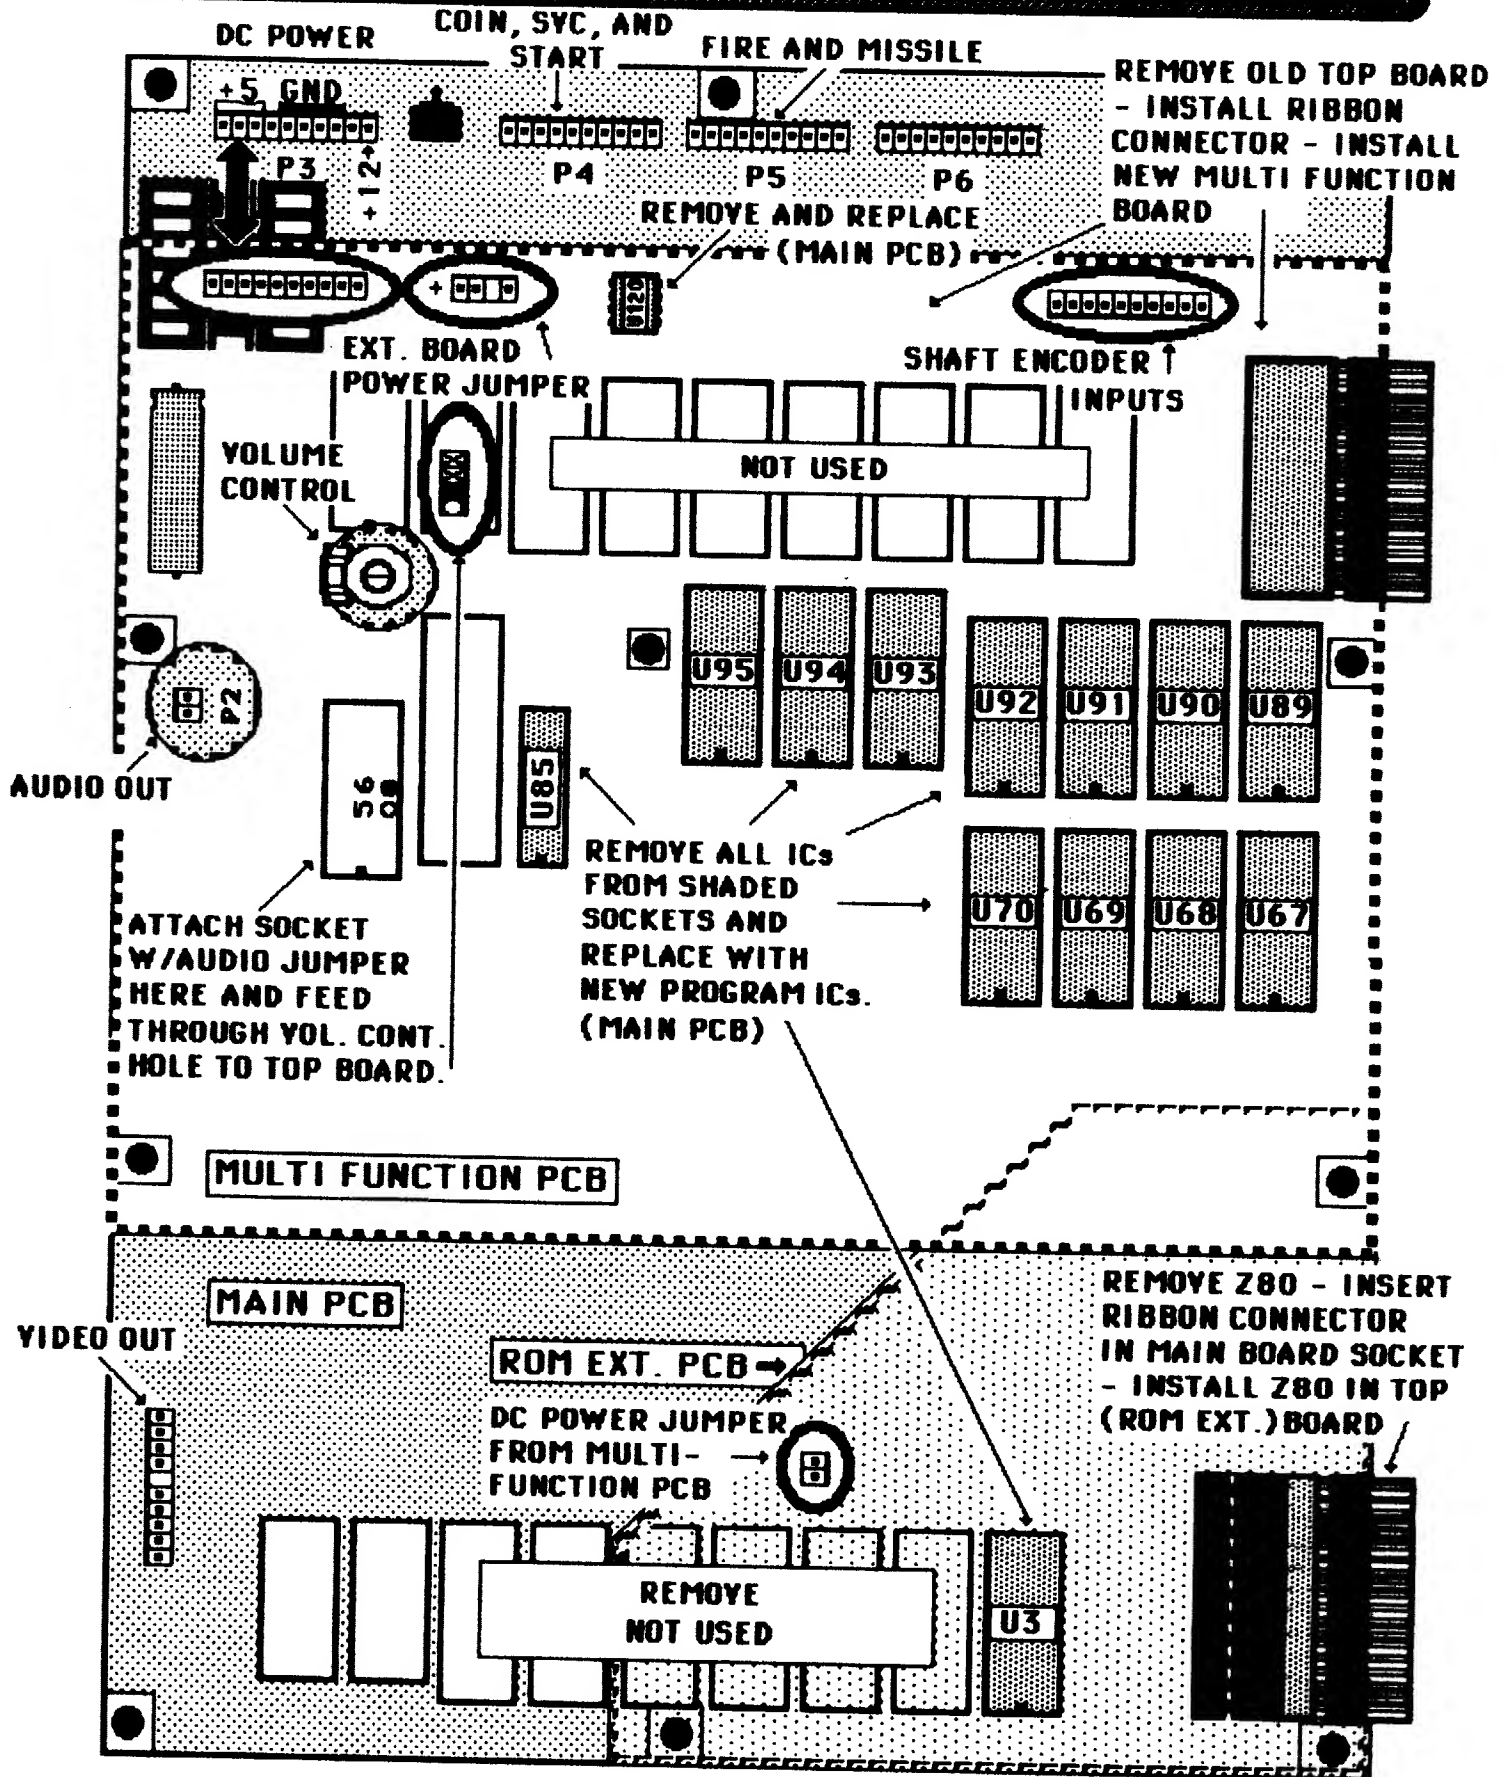 DC POWER
COIN, SVC, AND
START
FIRE AND MISSILE
REMOVE OLD TOP BOARD
- INSTALL RIBBON
CONNECTOR - INSTALL
NEW MULTI FUNCTION
BOARD
+5 GND
P3
+12+
P4
P5
P6
REMOVE AND REPLACE
(MAIN PCB)
+
U120
EXT. BOARD
POWER JUMPER
SHAFT ENCODER
INPUTS
VOLUME
CONTROL
NOT USED
U95
U94
U93
U92
U91
U90
U89
P2
AUDIO OUT
56
U85
REMOVE ALL ICs
FROM SHADED
SOCKETS AND
REPLACE WITH
NEW PROGRAM ICs.
(MAIN PCB)
U70
U69
U68
U67
ATTACH SOCKET
W/AUDIO JUMPER
HERE AND FEED
THROUGH VOL. CONT.
HOLE TO TOP BOARD.
MULTI FUNCTION PCB
MAIN PCB
VIDEO OUT
ROM EXT. PCB
REMOVE Z80 - INSERT
RIBBON CONNECTOR
IN MAIN BOARD SOCKET
- INSTALL Z80 IN TOP
(ROM EXT.) BOARD
DC POWER JUMPER
FROM MULTI-
FUNCTION PCB
REMOVE
NOT USED
U3